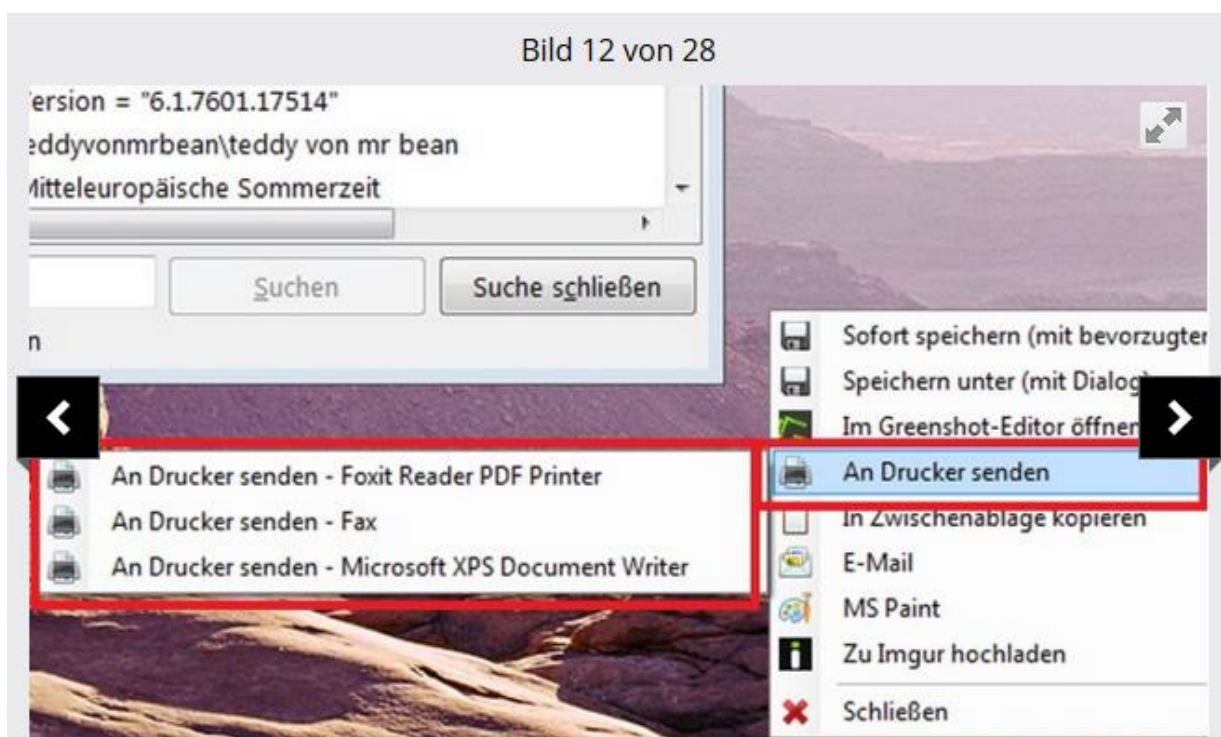 Bild 12 von 28
ersion = "6.1.7601.17514"
eddyvonmrbean\teddy von mr bean
Mitteleuropäische Sommerzeit
Suchen
Suche schließen
n
Sofort speichern (mit bevorzugter
Speichern unter (mit Dialog)
Im Greenshot-Editor öffnen
An Drucker senden
An Drucker senden - Foxit Reader PDF Printer
An Drucker senden - Fax
An Drucker senden - Microsoft XPS Document Writer
In Zwischenablage kopieren
E-Mail
MS Paint
Zu Imgur hochladen
Schließen